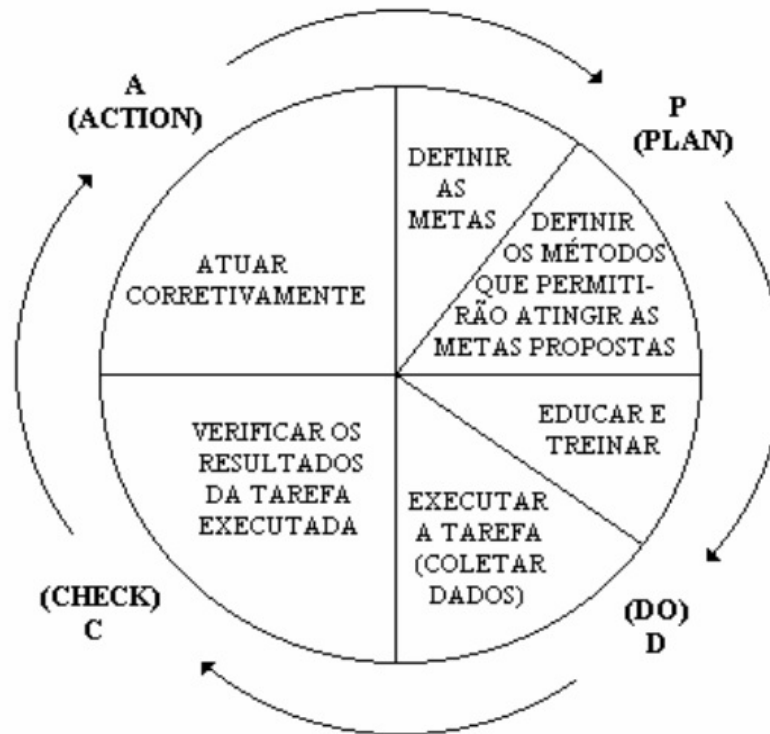 A
(ACTION)
P
(PLAN)
DEFINIR
AS
METAS
DEFINIR
OS MÉTODOS
QUE PERMITI-
RÃO ATINGIR AS
METAS PROPOSTAS
ATUAR
CORRETIVAMENTE
EDUCAR E
TREINAR
VERIFICAR OS
RESULTADOS
DA TAREFA
EXECUTADA
EXECUTAR
A TAREFA
(COLETAR
DADOS)
(CHECK)
C
(DO)
D